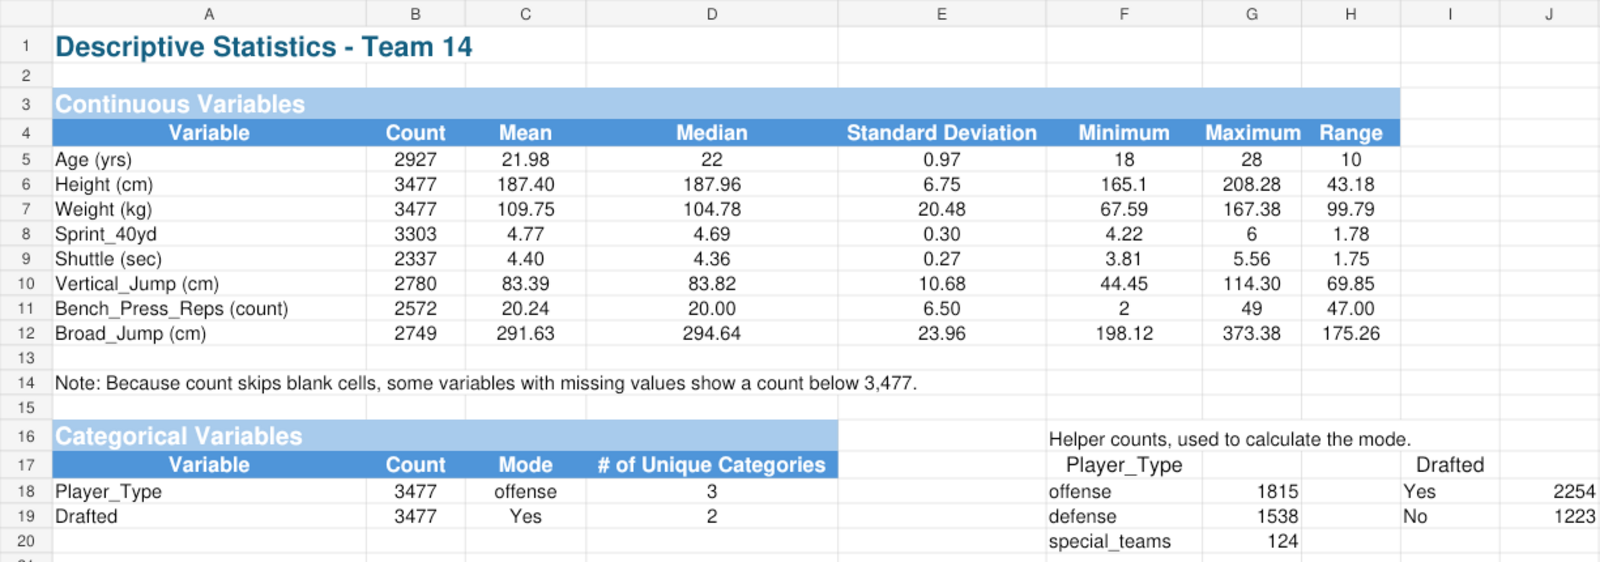 A B C D E F G H I J
1 Descriptive Statistics - Team 14
2
3 Continuous Variables
4 Variable Count Mean Median Standard Deviation Minimum Maximum Range
5 Age (yrs) 2927 21.98 22 0.97 18 28 10
6 Height (cm) 3477 187.40 187.96 6.75 165.1 208.28 43.18
7 Weight (kg) 3477 109.75 104.78 20.48 67.59 167.38 99.79
8 Sprint_40yd 3303 4.77 4.69 0.30 4.22 6 1.78
9 Shuttle (sec) 2337 4.40 4.36 0.27 3.81 5.56 1.75
10 Vertical_Jump (cm) 2780 83.39 83.82 10.68 44.45 114.30 69.85
11 Bench_Press_Reps (count) 2572 20.24 20.00 6.50 2 49 47.00
12 Broad_Jump (cm) 2749 291.63 294.64 23.96 198.12 373.38 175.26
13
14 Note: Because count skips blank cells, some variables with missing values show a count below 3,477.
15
16 Categorical Variables Helper counts, used to calculate the mode.
17 Variable Count Mode # of Unique Categories Player_Type Drafted
18 Player_Type 3477 offense 3 offense 1815 Yes 2254
19 Drafted 3477 Yes 2 defense 1538 No 1223
20 special_teams 124